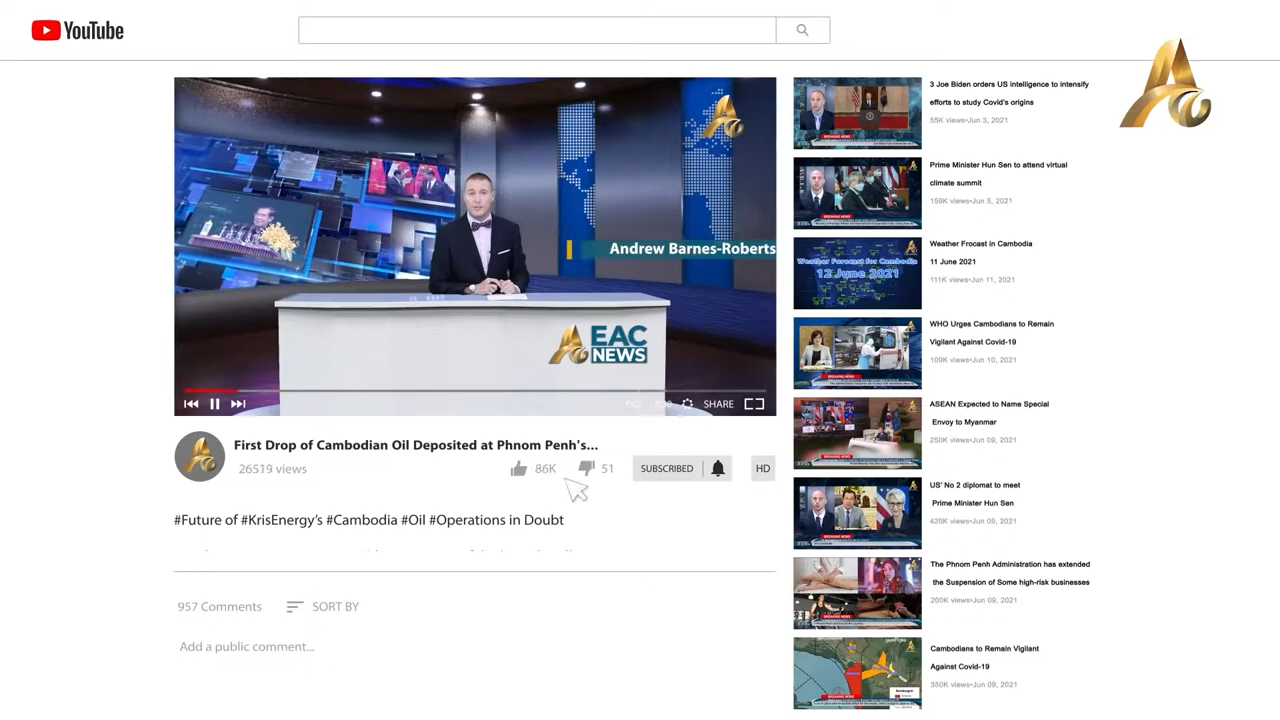 YouTube
Andrew Barnes-Roberts
EAC
NEWS
SHARE
First Drop of Cambodian Oil Deposited at Phnom Penh's...
26519 views
86K
51
SUBSCRIBED
HD
#Future of #KrisEnergy's #Cambodia #Oil #Operations in Doubt
957 Comments
SORT BY
Add a public comment...
3 Joe Biden orders US intelligence to intensify
efforts to study Covid's origins
55K views•Jun 3, 2021
Prime Minister Hun Sen to attend virtual
climate summit
159K views•Jun 5, 2021
Weather Forecast for Cambodia
12 June 2021
Weather Frocast in Cambodia
11 June 2021
111K views•Jun 11, 2021
WHO Urges Cambodians to Remain
Vigilant Against Covid-19
109K views•Jun 10, 2021
ASEAN Expected to Name Special
Envoy to Myanmar
250K views•Jun 09, 2021
US' No 2 diplomat to meet
Prime Minister Hun Sen
420K views•Jun 09, 2021
The Phnom Penh Administration has extended
the Suspension of Some high-risk businesses
200K views•Jun 09, 2021
Cambodians to Remain Vigilant
Against Covid-19
350K views•Jun 09, 2021